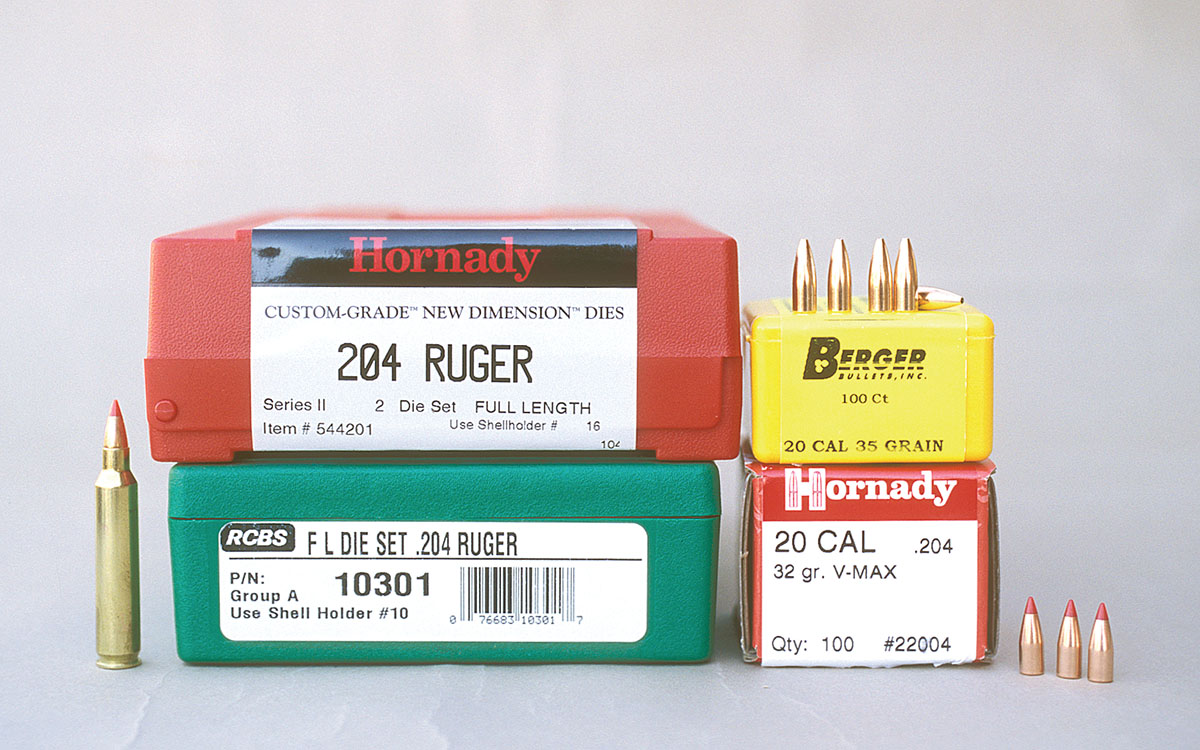 Hornady
CUSTOM-GRADE™ NEW DIMENSION™ DIES
204 RUGER
Series II 2 Die Set FULL LENGTH
Item # 544201 Use Shellholder # 16
RCBS F L DIE SET .204 RUGER
P/N: 10301
Group A
Use Shell Holder #10
0 76683 10301 7
BERGER
BULLETS, INC.
100 Ct
20 CAL 35 GRAIN
Hornady
20 CAL .204
32 gr. V-MAX
Qty: 100 #22004